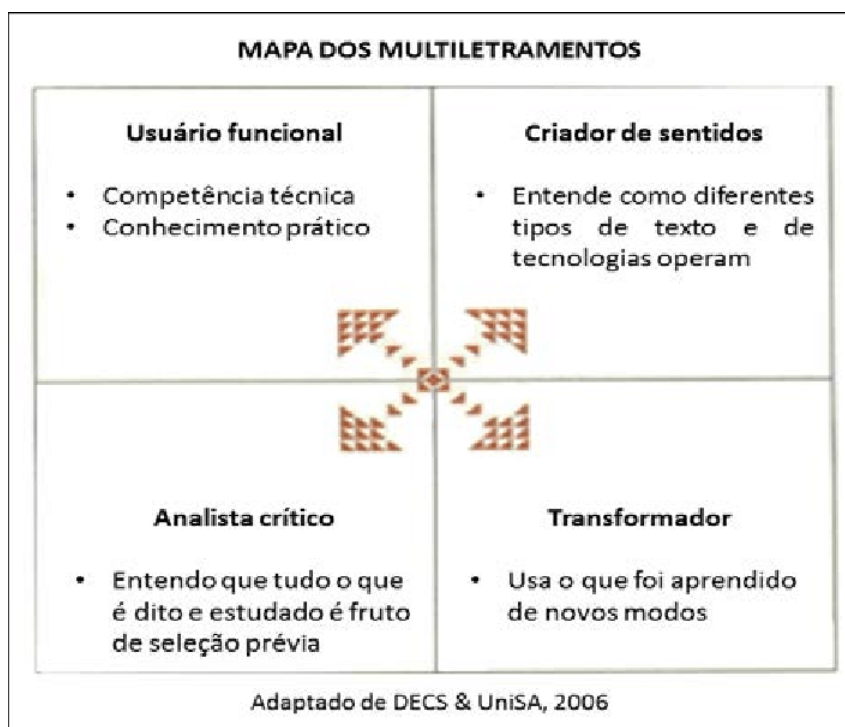 MAPA DOS MULTILETRAMENTOS
Usuário funcional
• Competência técnica
• Conhecimento prático
Criador de sentidos
• Entende como diferentes
tipos de texto e de
tecnologias operam
Analista crítico
• Entendo que tudo o que
é dito e estudado é fruto
de seleção prévia
Transformador
• Usa o que foi aprendido
de novos modos
Adaptado de DECS & UniSA, 2006